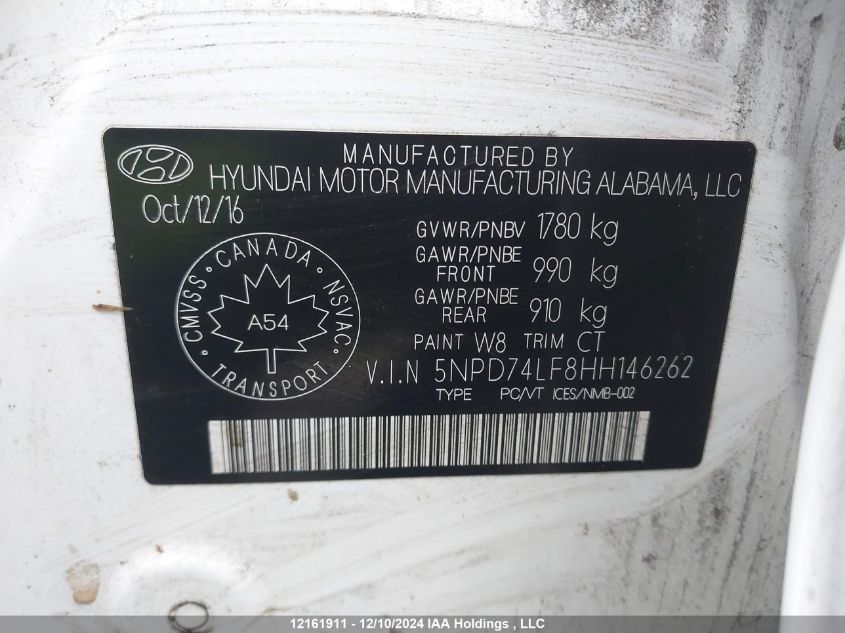 MANUFACTURED BY
HYUNDAI MOTOR MANUFACTURING ALABAMA, LLC
Oct/12/16
GVWR/PNBV 1780 kg
GAWR/PNBE FRONT 990 kg
GAWR/PNBE REAR 910 kg
CANADA
CMVSS
NSVAC
A54
TRANSPORT
PAINT W8 TRIM CT
V.I.N 5NPD74LF8HH146262
TYPE PC/VT ICES/NMB-002
12161911 - 12/10/2024 IAA Holdings , LLC